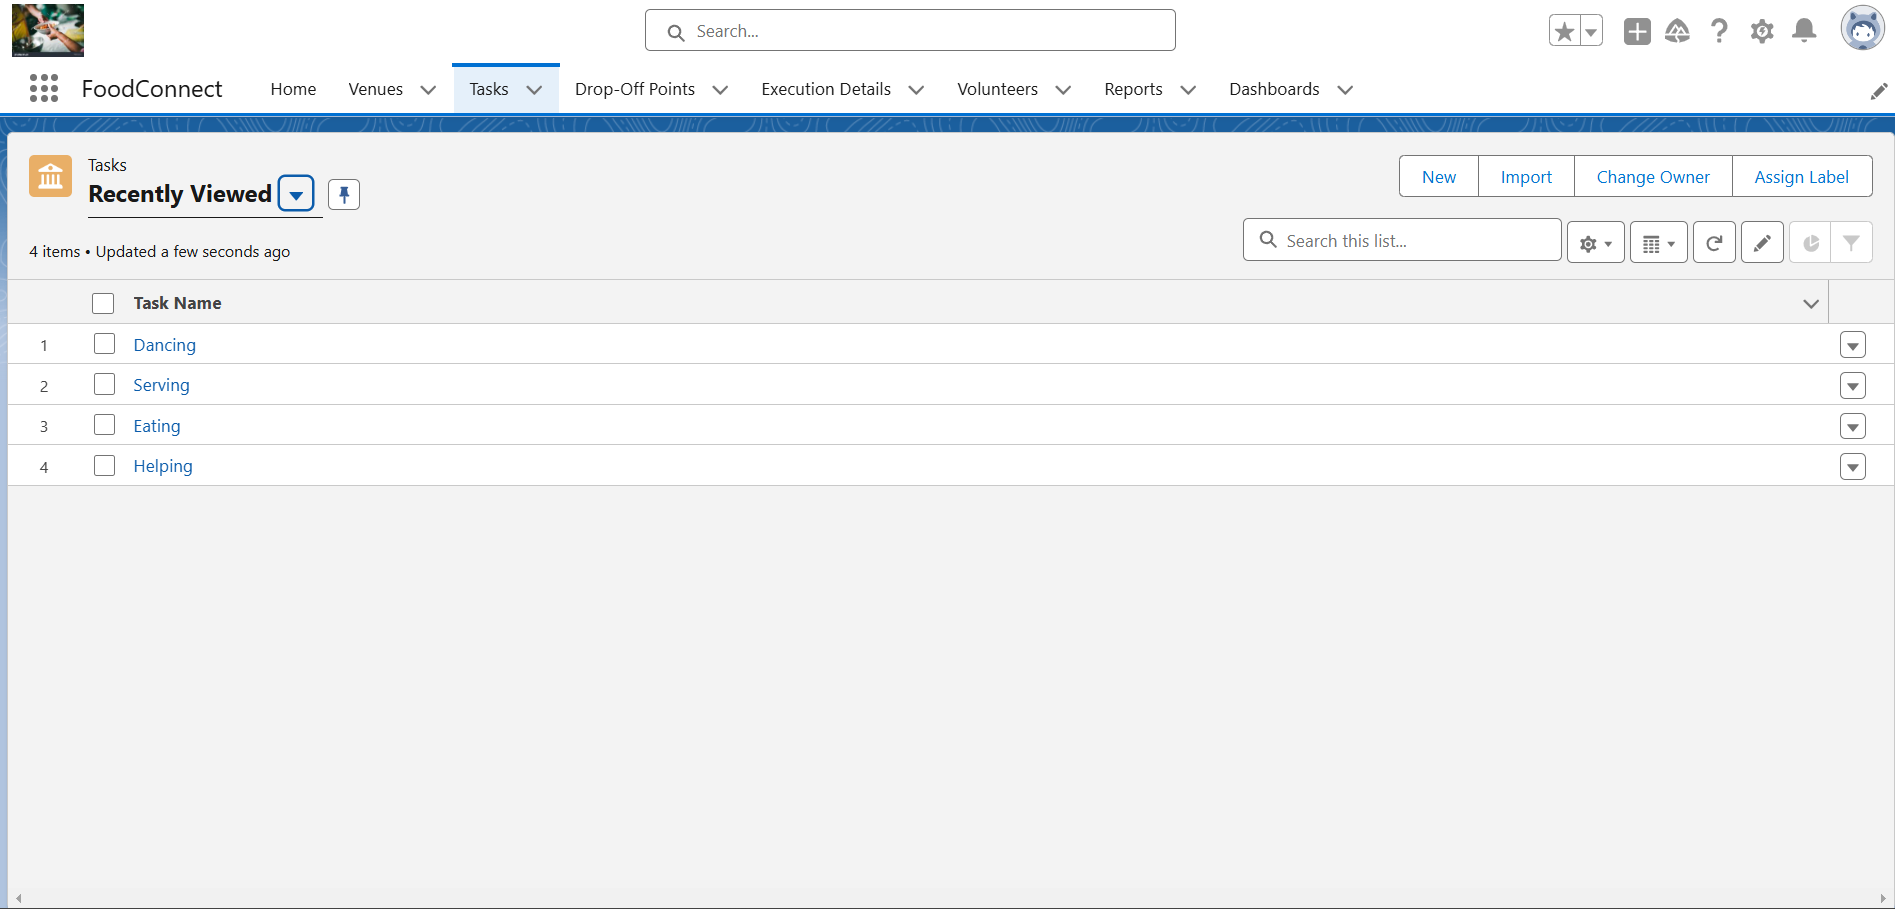 Search...
FoodConnect Home Venues Tasks Drop-Off Points Execution Details Volunteers Reports Dashboards
Tasks
Recently Viewed
New Import Change Owner Assign Label
4 items • Updated a few seconds ago
Search this list...
Task Name
1 Dancing
2 Serving
3 Eating
4 Helping